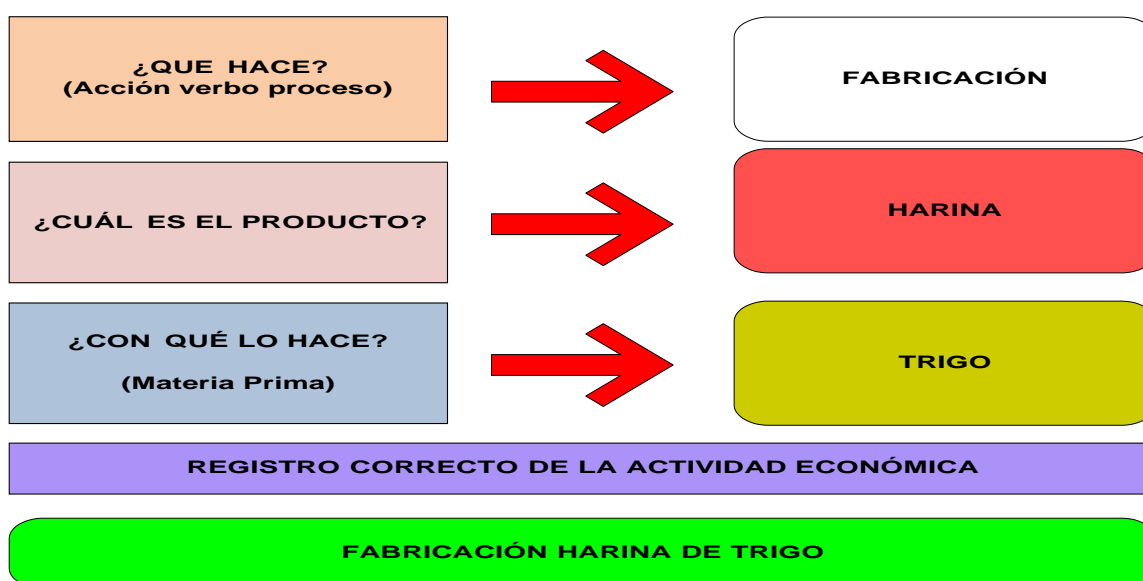 ¿QUE HACE?
(Acción verbo proceso)
FABRICACIÓN
¿CUÁL ES EL PRODUCTO?
HARINA
¿CON QUÉ LO HACE?
(Materia Prima)
TRIGO
REGISTRO CORRECTO DE LA ACTIVIDAD ECONÓMICA
FABRICACIÓN HARINA DE TRIGO